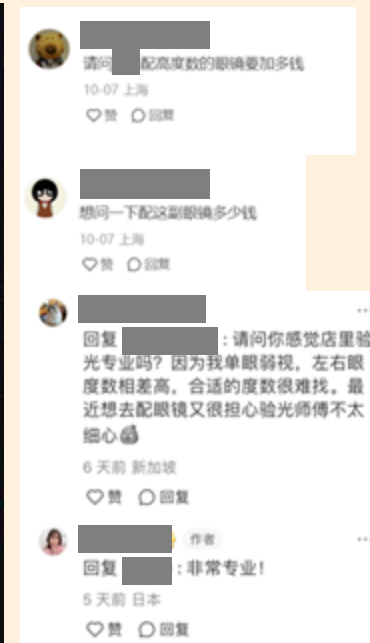 请问 配高度数的眼镜要加多钱
10-07 上海
赞 回复
想问一下配这副眼镜多少钱
10-07 上海
赞 回复
回复 : 请问你感觉店里验
光专业吗？因为我单眼弱视，左右眼
度数相差高，合适的度数很难找。最
近想去配眼镜又很担心验光师傅不太
细心
6 天前 新加坡
赞 回复
作者
回复 : 非常专业！
5 天前 日本
赞 回复